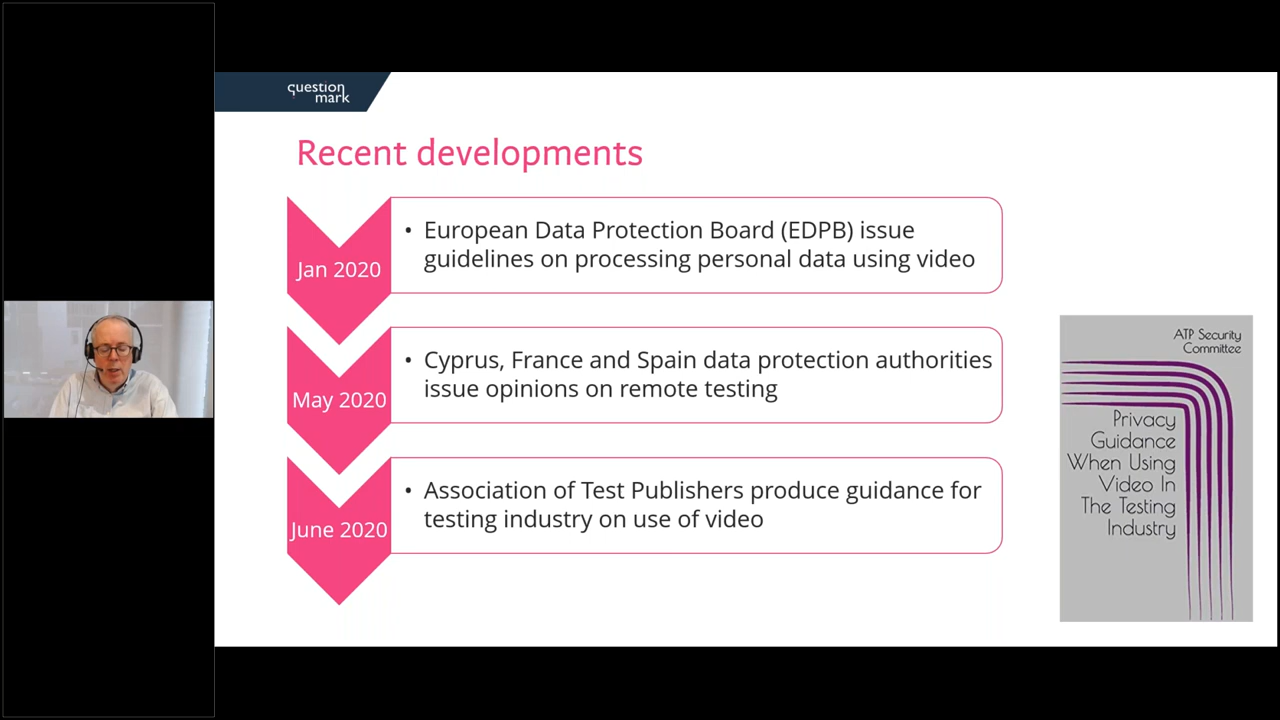 question
mark
Recent developments
Jan 2020
• European Data Protection Board (EDPB) issue
guidelines on processing personal data using video
May 2020
• Cyprus, France and Spain data protection authorities
issue opinions on remote testing
June 2020
• Association of Test Publishers produce guidance for
testing industry on use of video
ATP Security
Committee
Privacy
Guidance
When Using
Video In
The Testing
Industry